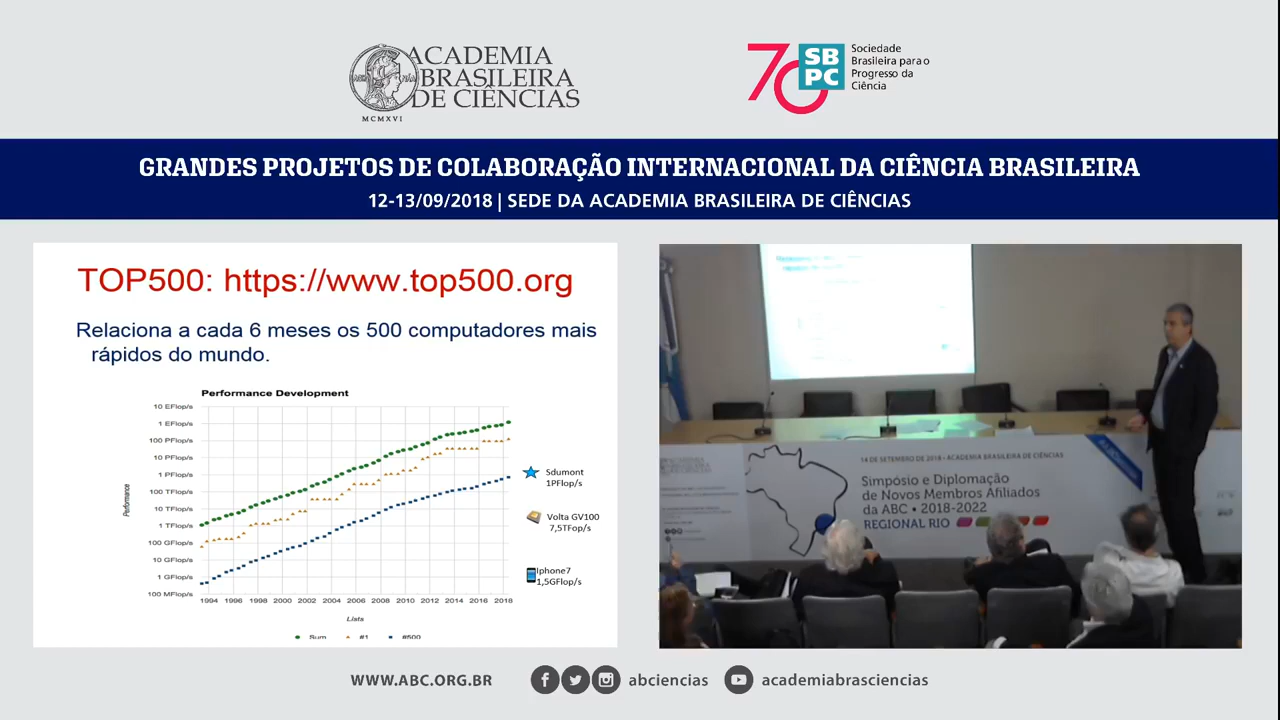 ACADEMIA
BRASILEIRA
DE CIÊNCIAS
MCMXVI
70
SB
PC
Sociedade
Brasileira para o
Progresso da
Ciência
GRANDES PROJETOS DE COLABORAÇÃO INTERNACIONAL DA CIÊNCIA BRASILEIRA
12-13/09/2018 | SEDE DA ACADEMIA BRASILEIRA DE CIÊNCIAS
TOP500: https://www.top500.org
Relaciona a cada 6 meses os 500 computadores mais
rápidos do mundo.
Performance Development
10 EFlop/s
1 EFlop/s
100 PFlop/s
10 PFlop/s
1 PFlop/s
100 TFlop/s
10 TFlop/s
1 TFlop/s
100 GFlop/s
10 GFlop/s
1 GFlop/s
100 MFlop/s
Performance
1994 1996 1998 2000 2002 2004 2006 2008 2010 2012 2014 2016 2018
Lists
Sum #1 #500
Sdumont
1PFlop/s
Volta GV100
7,5TFop/s
Iphone7
1,5GFlop/s
14 DE SETEMBRO DE 2018 • ACADEMIA BRASILEIRA DE CIÊNCIAS
Simpósio e Diplomação
de Novos Membros Afiliados
da ABC • 2018-2022
REGIONAL RIO
WWW.ABC.ORG.BR
abciencias
academiabrasciencias